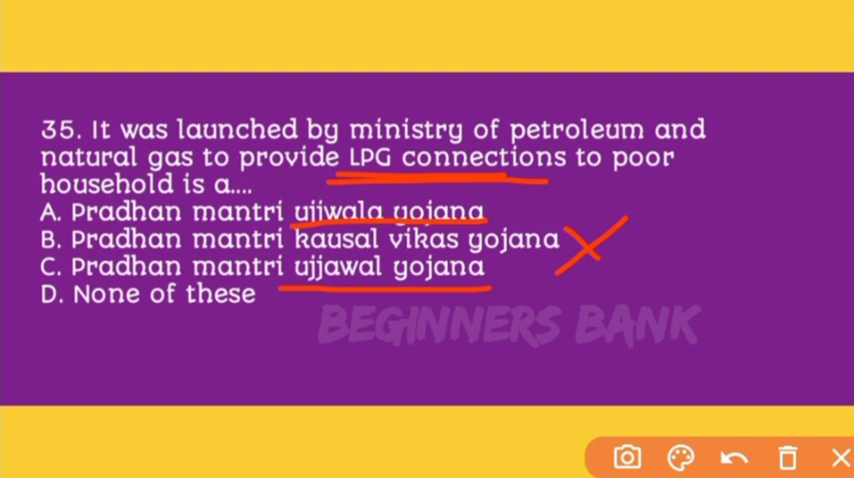 35. It was launched by ministry of petroleum and
natural gas to provide LPG connections to poor
household is a....
A. Pradhan mantri ujjwala yojana
B. Pradhan mantri kausal vikas yojana
C. Pradhan mantri ujjawal yojana
D. None of these
BEGINNERS BANK